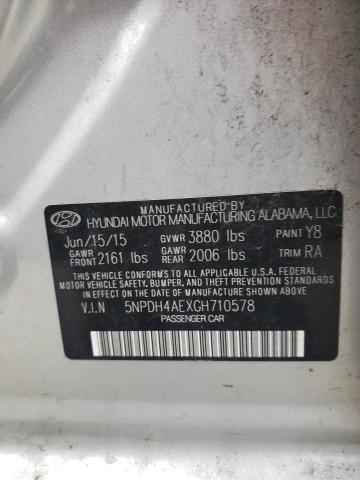 MANUFACTURED BY
HYUNDAI MOTOR MANUFACTURING ALABAMA, LLC
Jun/15/15 GVWR 3880 lbs PAINT Y8
GAWR FRONT 2161 lbs GAWR REAR 2006 lbs TRIM RA
THIS VEHICLE CONFORMS TO ALL APPLICABLE U.S. FEDERAL MOTOR
VEHICLE SAFETY, BUMPER, AND THEFT PREVENTION STANDARDS
IN EFFECT ON THE DATE OF MANUFACTURE SHOWN ABOVE.
V.I.N 5NPDH4AEXGH710578
PASSENGER CAR